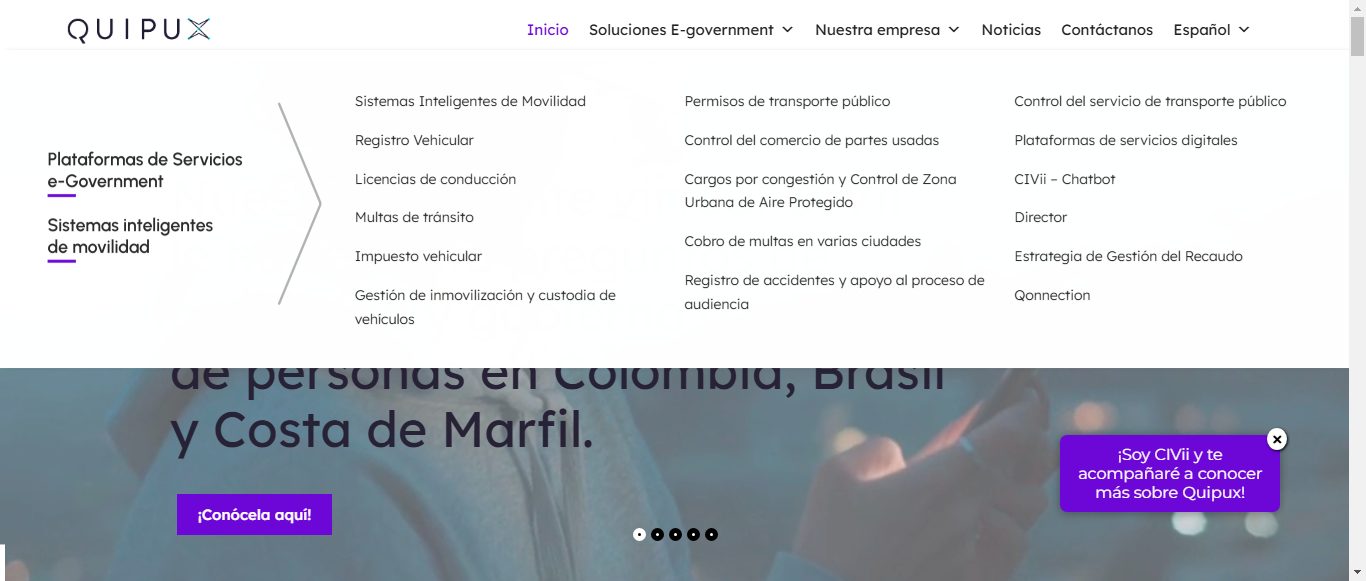 QUIPUX
Inicio
Soluciones E-government
Nuestra empresa
Noticias
Contáctanos
Español
Plataformas de Servicios
e-Government
Sistemas inteligentes
de movilidad
Sistemas Inteligentes de Movilidad
Registro Vehicular
Licencias de conducción
Multas de tránsito
Impuesto vehicular
Gestión de inmovilización y custodia de
vehículos
Permisos de transporte público
Control del comercio de partes usadas
Cargos por congestión y Control de Zona
Urbana de Aire Protegido
Cobro de multas en varias ciudades
Registro de accidentes y apoyo al proceso de
audiencia
Control del servicio de transporte público
Plataformas de servicios digitales
CIVii – Chatbot
Director
Estrategia de Gestión del Recaudo
Qonnection
de personas en Colombia, Brasil
y Costa de Marfil.
¡Conócela aquí!
¡Soy CIVii y te
acompañaré a conocer
más sobre Quipux!